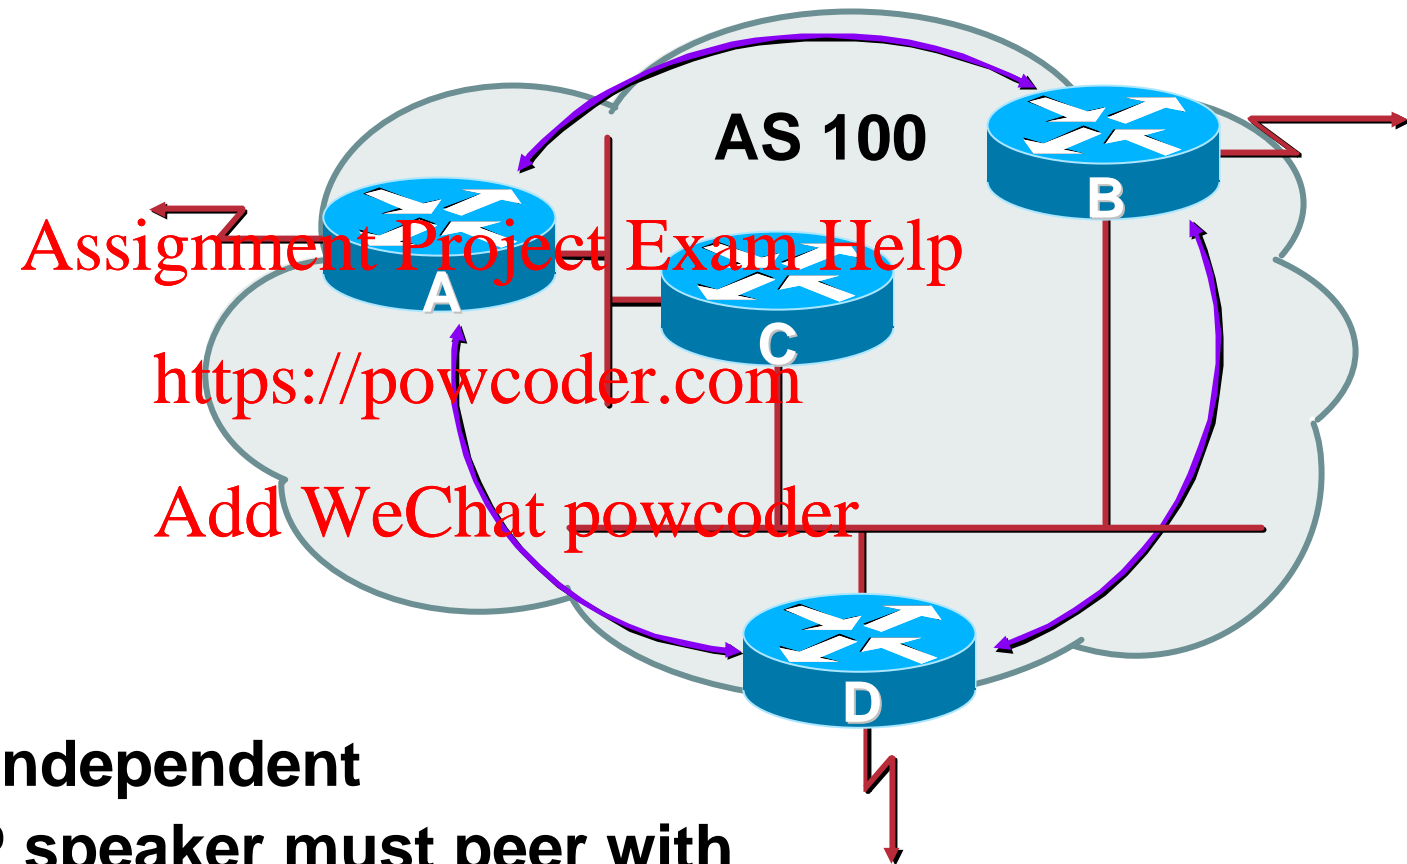 AS 100
B
Assignment Project Exam Help
A
C
https://powcoder.com
Add WeChat powcoder
D
ndependent
speaker must peer with